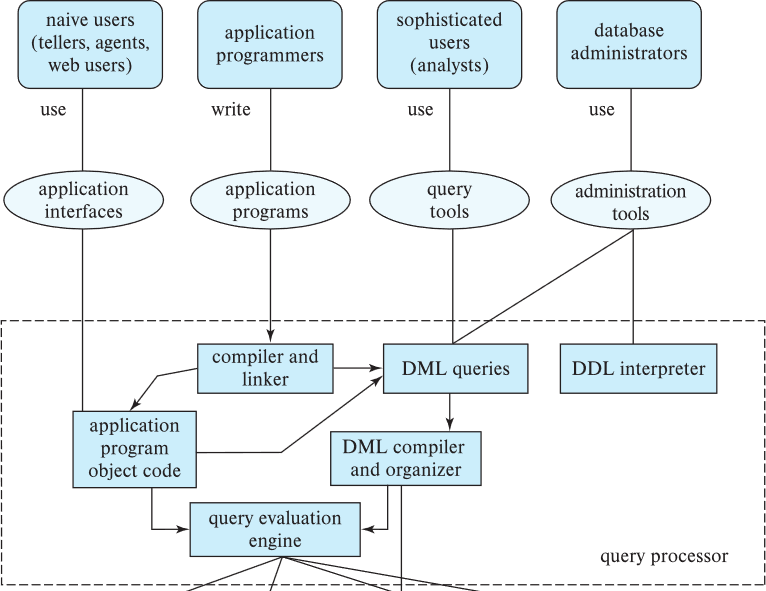 naive users
(tellers, agents,
web users)
application
programmers
sophisticated
users
(analysts)
database
administrators
use
write
use
use
application
interfaces
application
programs
query
tools
administration
tools
compiler and
linker
DML queries
DDL interpreter
application
program
object code
DML compiler
and organizer
query evaluation
engine
query processor